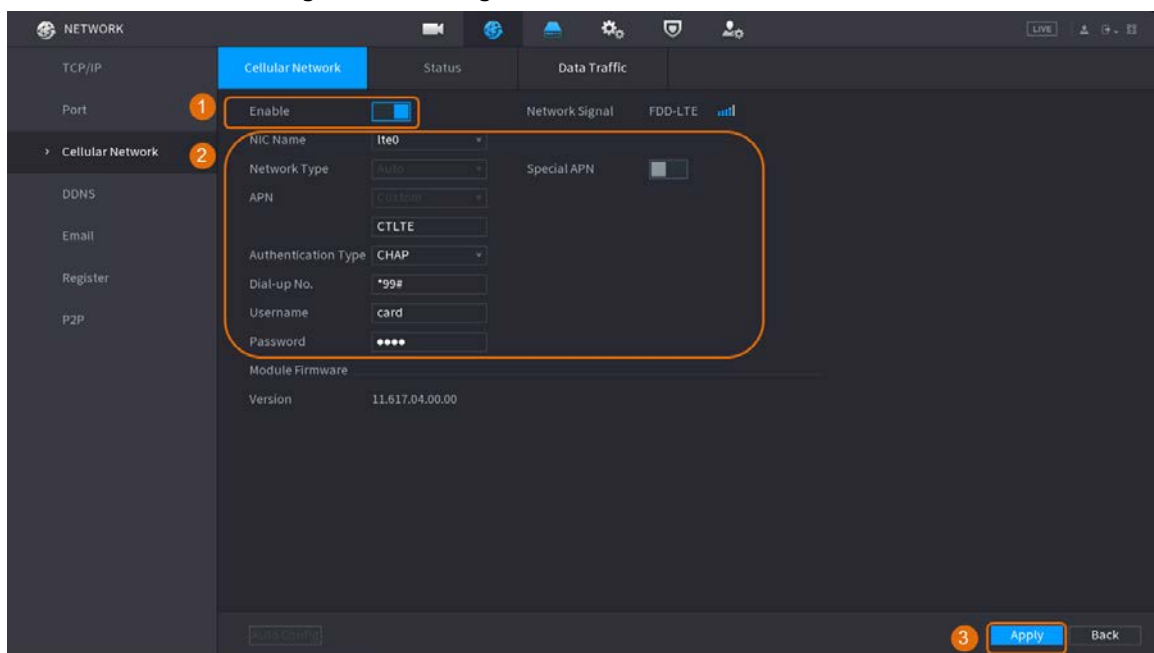 NETWORK LIVE
TCP/IP Cellular Network Status Data Traffic
Port 1 Enable Network Signal FDD-LTE
Cellular Network 2 NIC Name lte0
Network Type Auto Special APN
DDNS APN Custom
CTLTE
Email
Authentication Type CHAP
Register Dial-up No. *99#
P2P Username card
Password ●●●●
Module Firmware
Version 11.617.04.00.00
Auto Config 3 Apply Back